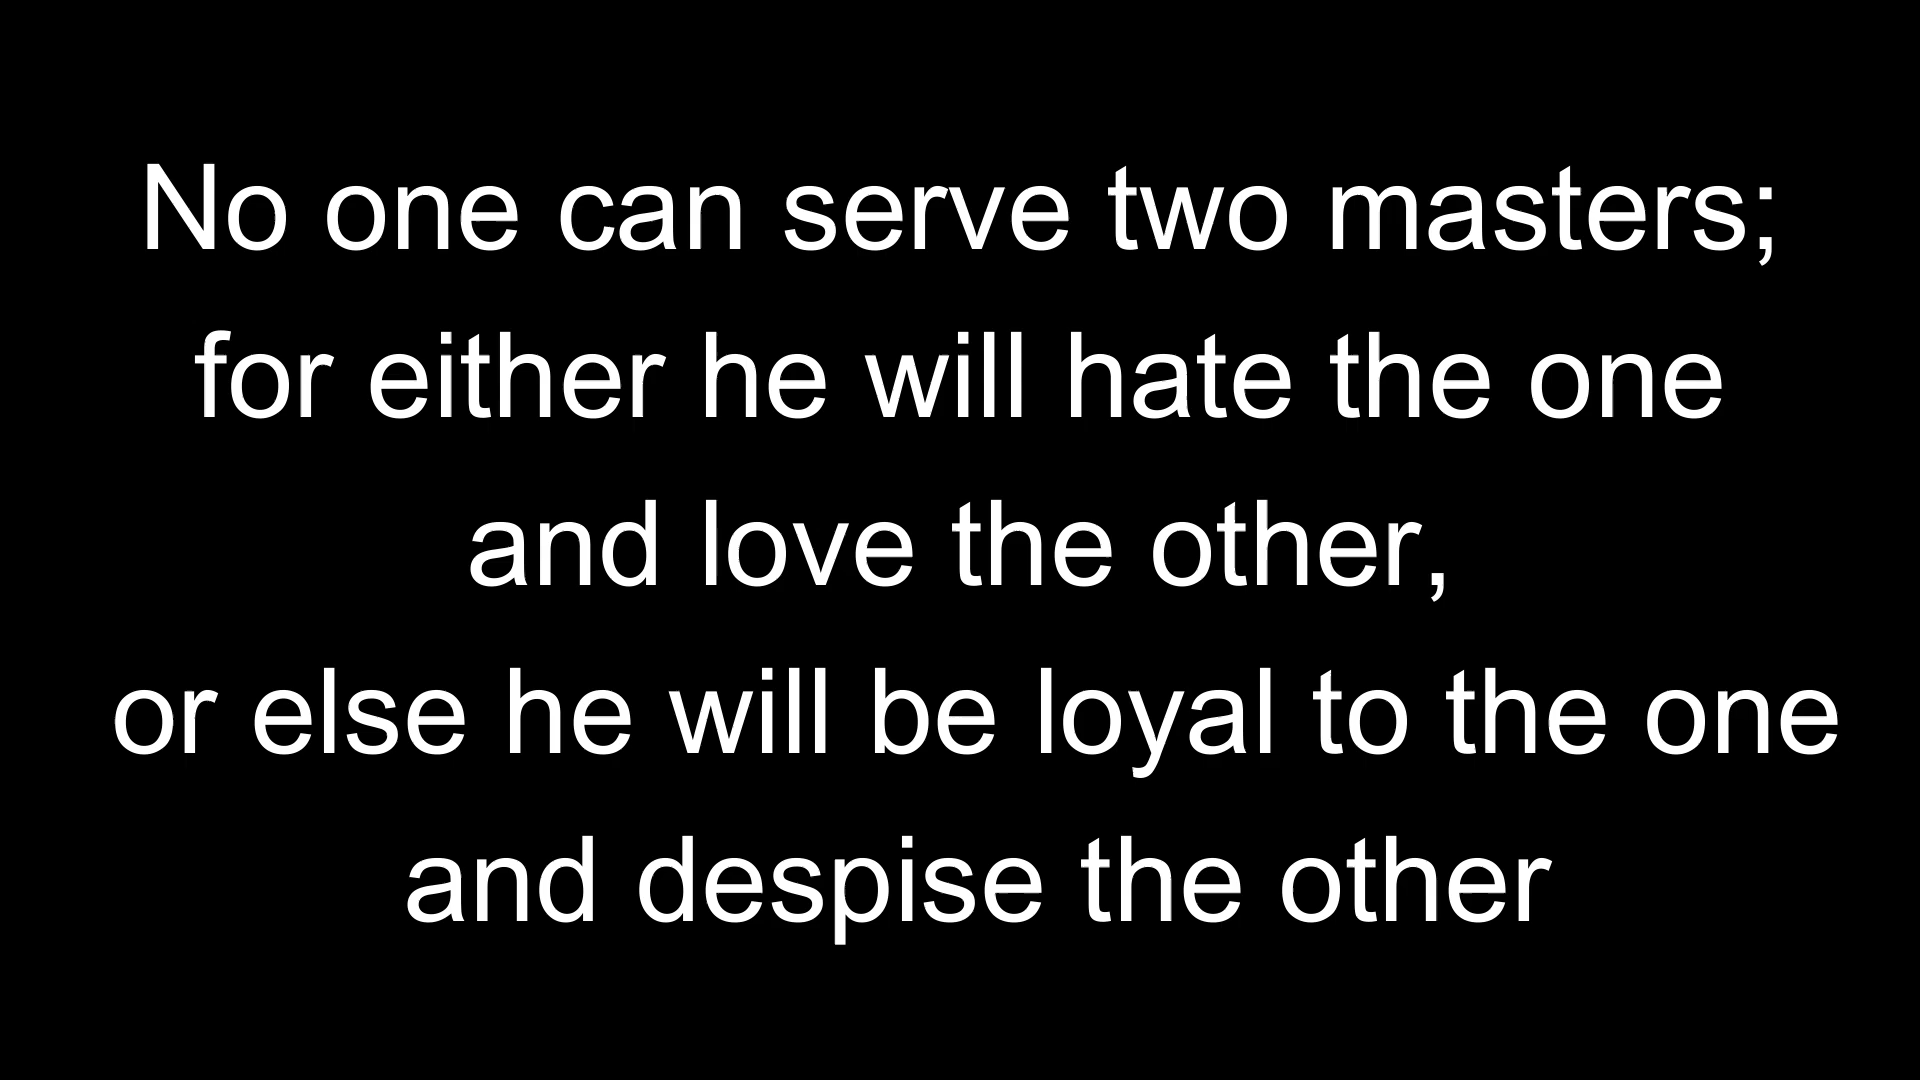 No one can serve two masters;
for either he will hate the one
and love the other,
or else he will be loyal to the one
and despise the other